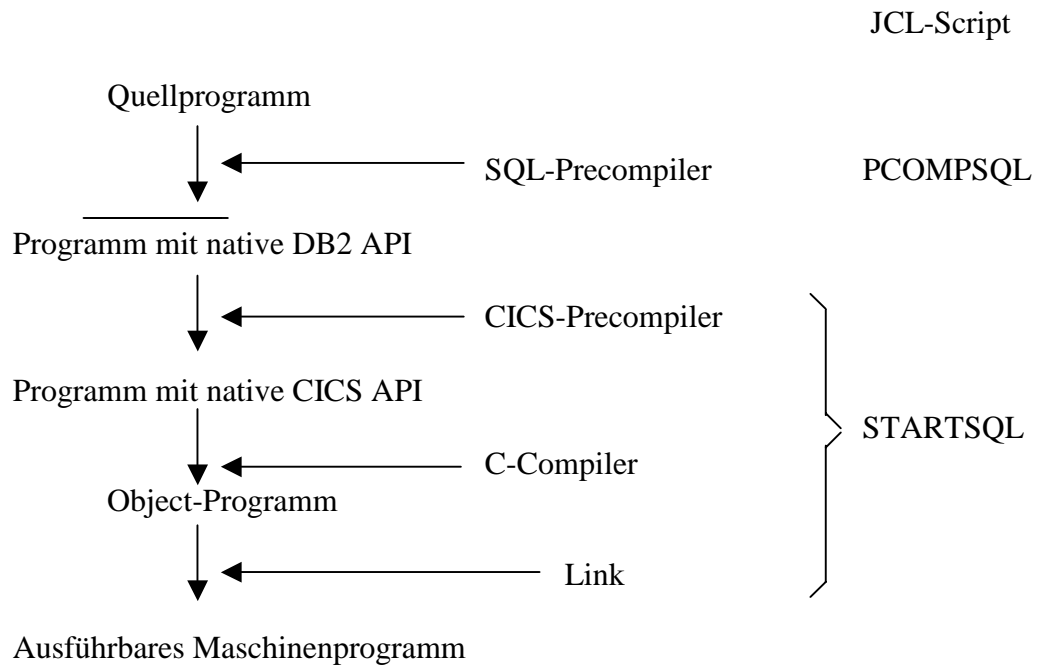 JCL-Script
Quellprogramm
SQL-Precompiler
PCOMPSQL
Programm mit native DB2 API
CICS-Precompiler
Programm mit native CICS API
STARTSQL
C-Compiler
Object-Programm
Link
Ausführbares Maschinenprogramm